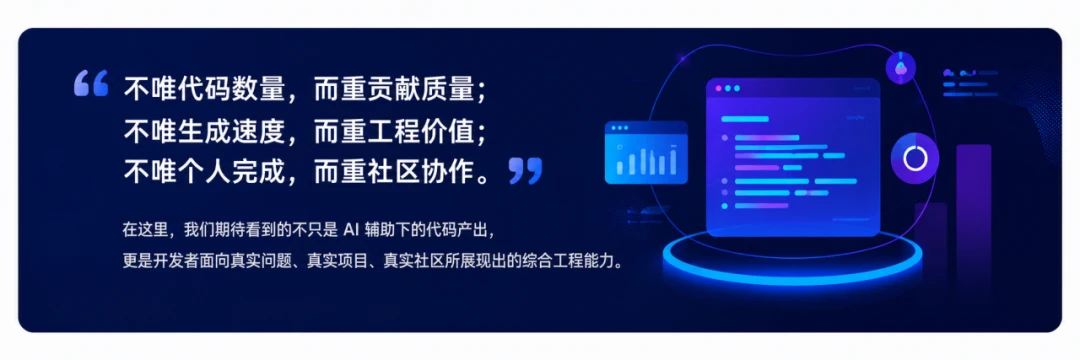 “不唯代码数量，而重贡献质量；
不唯生成速度，而重工程价值；
不唯个人完成，而重社区协作。”
在这里，我们期待看到的不只是 AI 辅助下的代码产出，
更是开发者面向真实问题、真实项目、真实社区所展现出的综合工程能力。